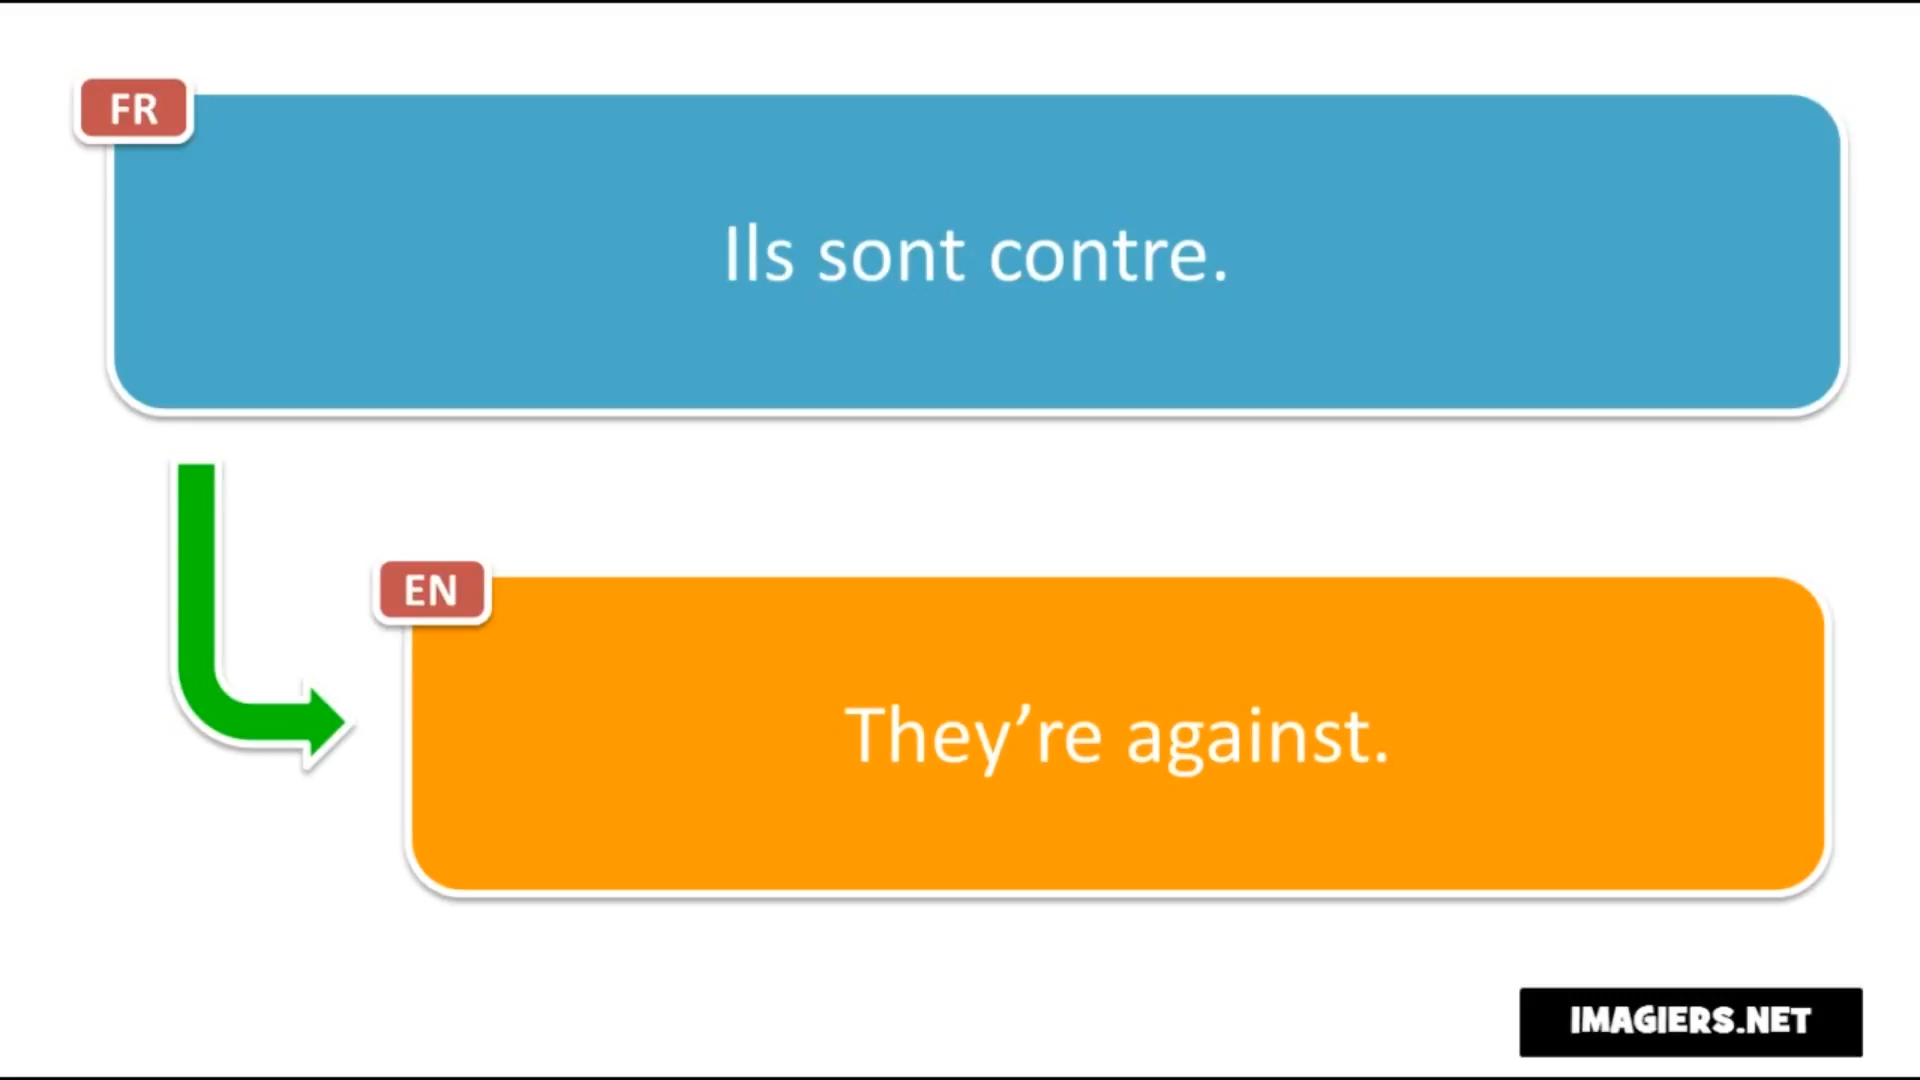 FR
Ils sont contre.
EN
They’re against.
IMAGIERS.NET